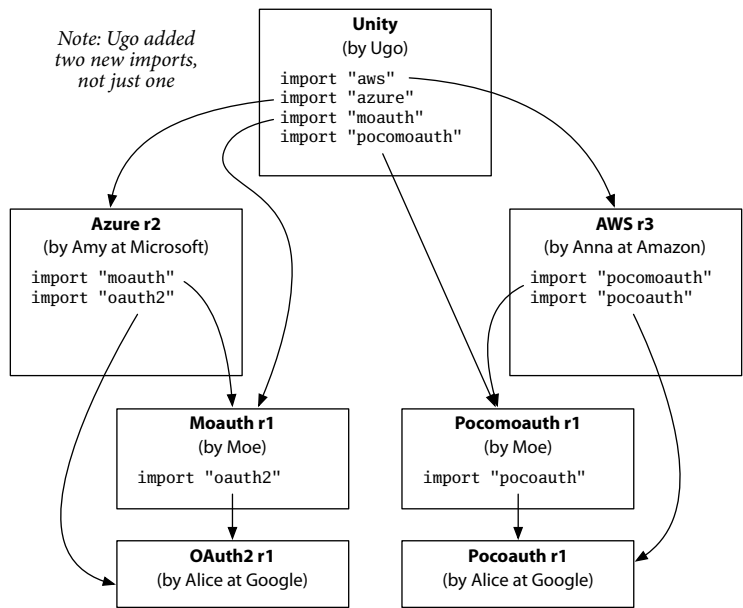 Note: Ugo added
two new imports,
not just one
Unity
(by Ugo)
import "aws"
import "azure"
import "moauth"
import "pocomoauth"
Azure r2
(by Amy at Microsoft)
import "moauth"
import "oauth2"
AWS r3
(by Anna at Amazon)
import "pocomoauth"
import "pocoauth"
Moauth r1
(by Moe)
import "oauth2"
Pocomoauth r1
(by Moe)
import "pocoauth"
OAuth2 r1
(by Alice at Google)
Pocoauth r1
(by Alice at Google)